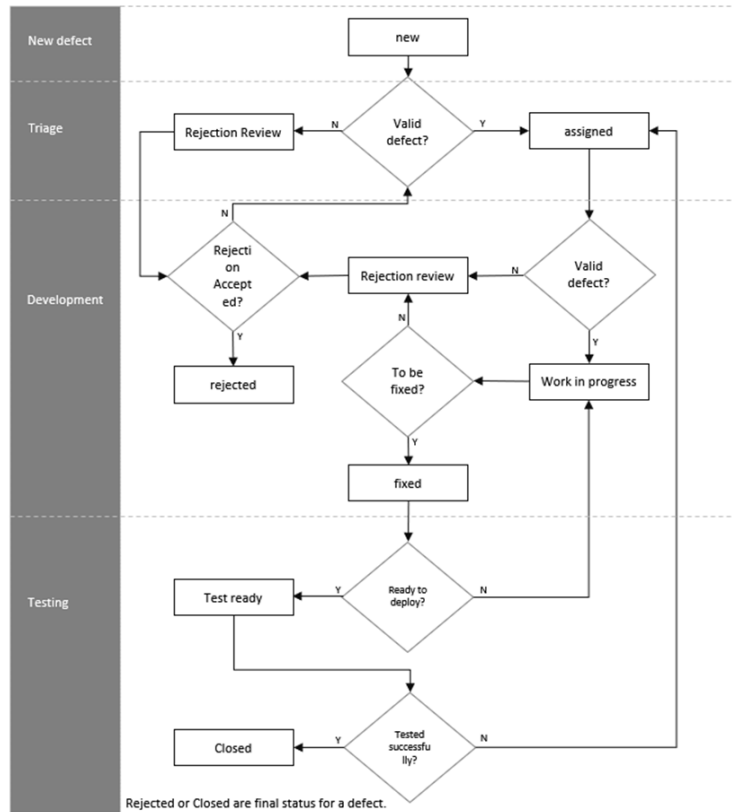 New defect
new
Triage
Rejection Review
N
Valid
defect?
Y
assigned
N
Development
Rejecti
on
Accept
ed?
Rejection review
N
Valid
defect?
Y
N
Y
rejected
To be
fixed?
Work in progress
Y
fixed
Testing
Test ready
Y
Ready to
deploy?
N
Closed
Y
Tested
successfu
lly?
N
Rejected or Closed are final status for a defect.